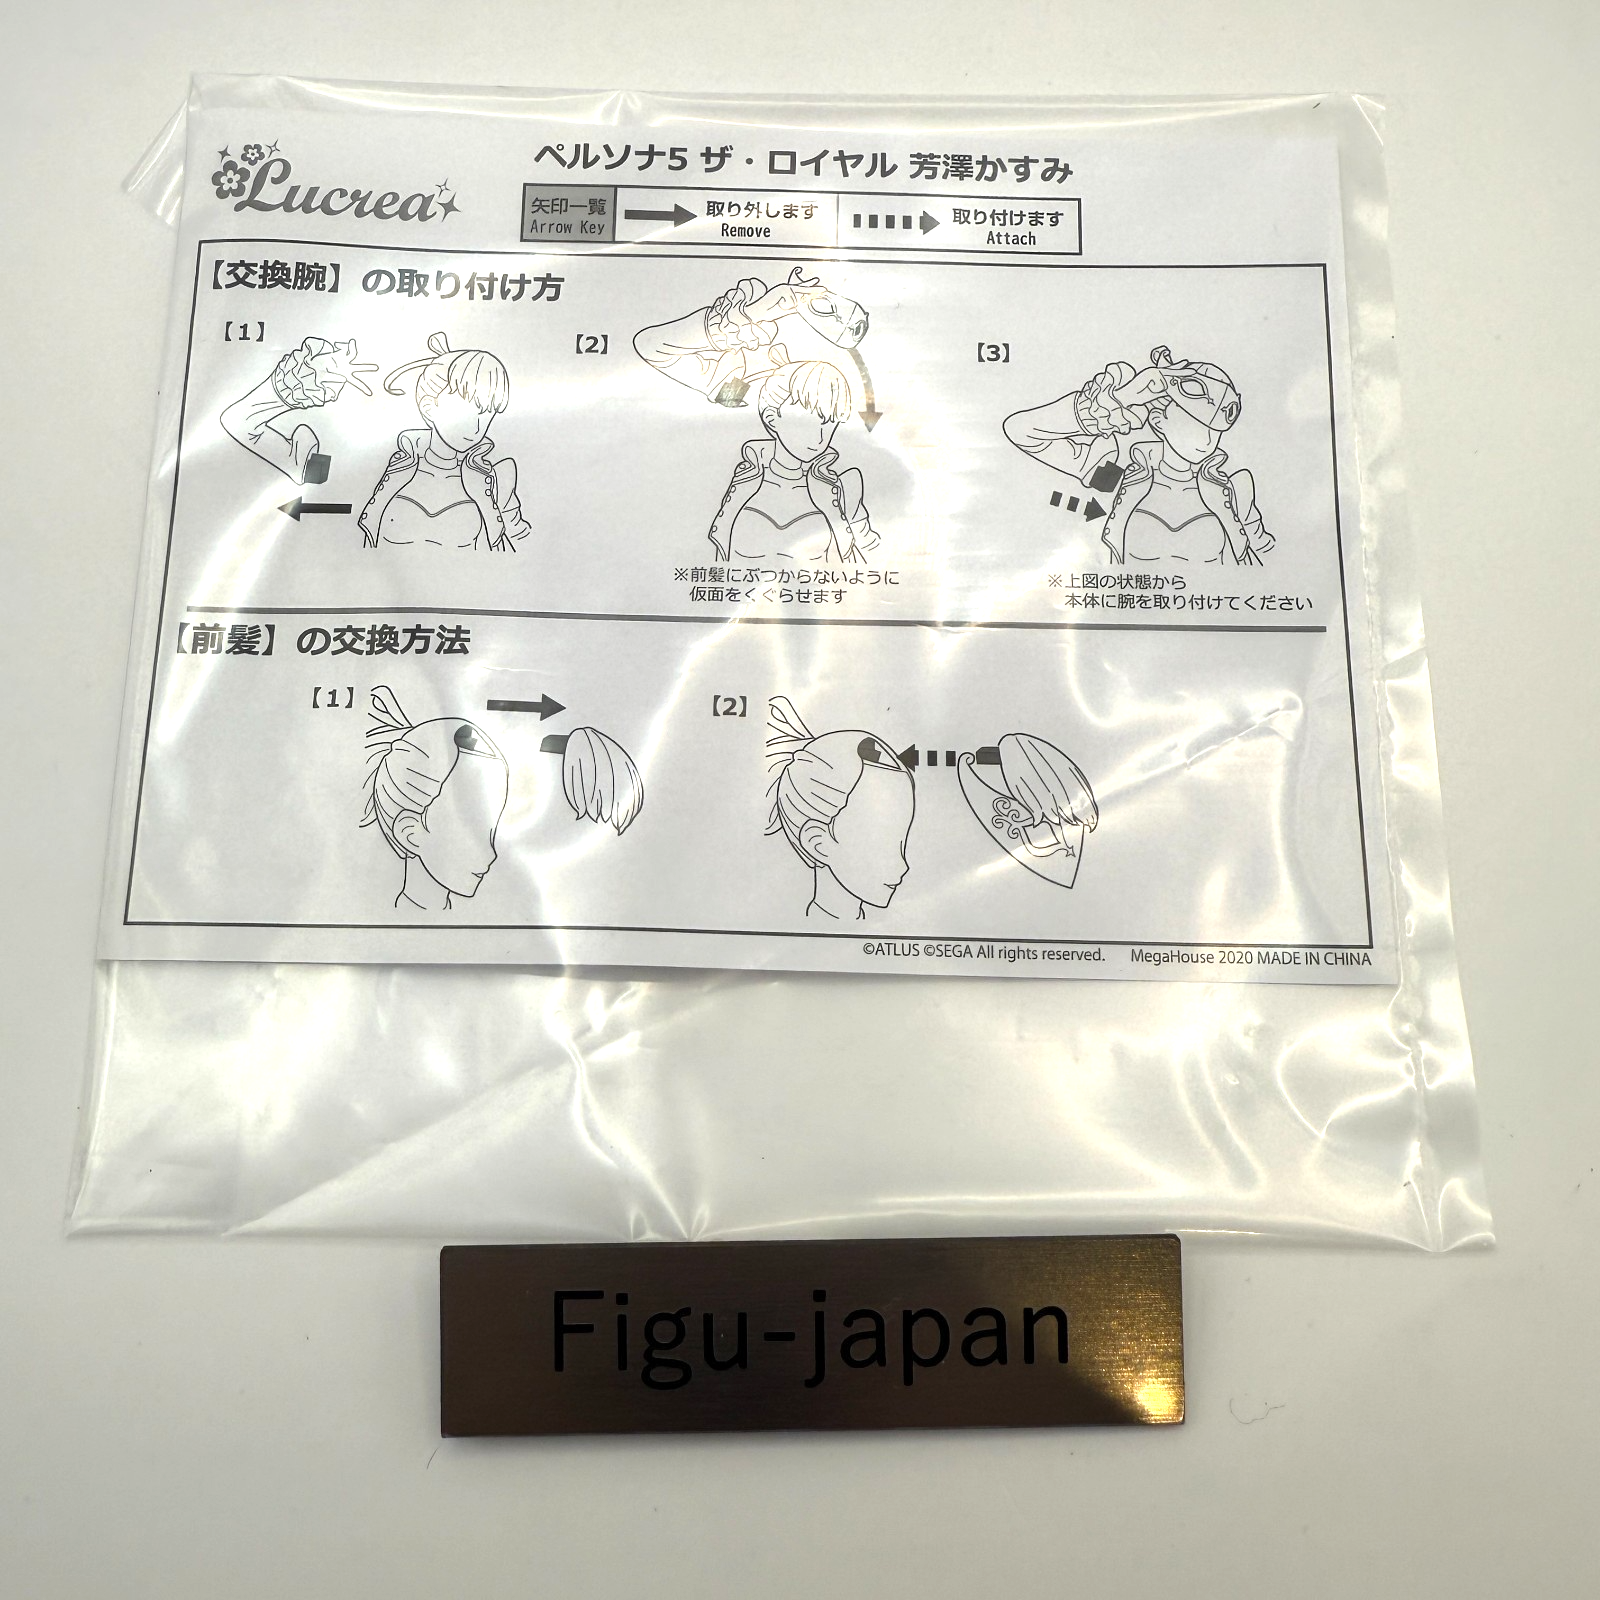 Lucrea
ペルソナ5 ザ・ロイヤル 芳澤かすみ
矢印一覧
Arrow Key
取り外します
Remove
取り付けます
Attach
【交換腕】の取り付け方
【1】
【2】
【3】
※前髪にぶつからないように
仮面をくぐらせます
※上図の状態から
本体に腕を取り付けてください
【前髪】の交換方法
【1】
【2】
©ATLUS ©SEGA All rights reserved. MegaHouse 2020 MADE IN CHINA
Figu-japan